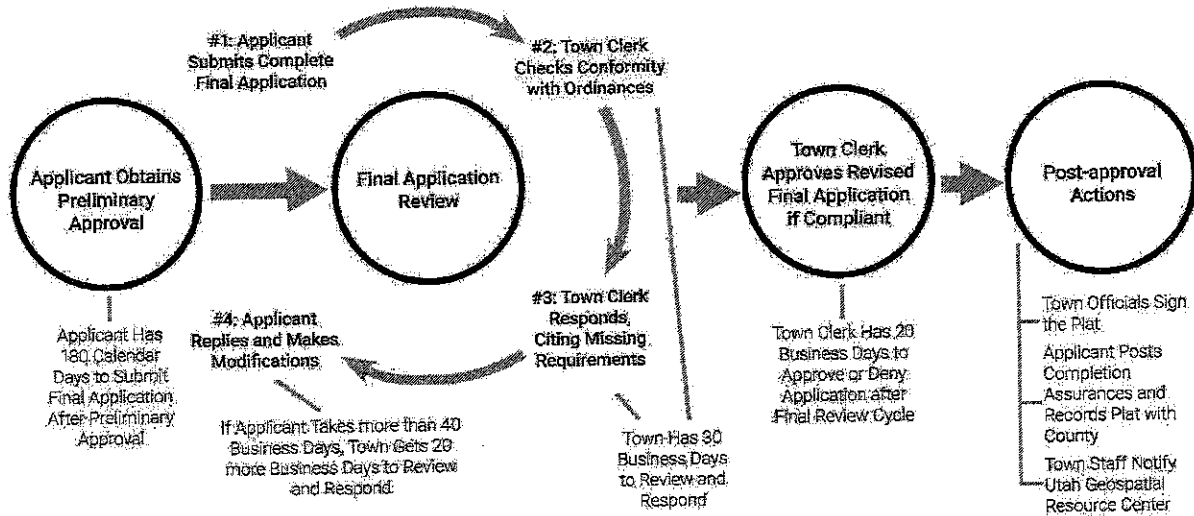 #1: Applicant
Submits Complete
Final Application
#2: Town Clerk
Checks Conformity
with Ordinances
Applicant Obtains
Preliminary
Approval
Final Application
Review
Town Clerk
Approves Revised
Final Application
if Compliant
Post-approval
Actions
Applicant Has
180 Calendar
Days to Submit
Final Application
After Preliminary
Approval
#4: Applicant
Replies and Makes
Modifications
#3: Town Clerk
Responds,
Citing Missing
Requirements
If Applicant Takes more than 40
Business Days, Town Gets 20
more Business Days to Review
and Respond
Town Has 30
Business Days
to Review and
Respond
Town Clerk Has 20
Business Days to
Approve or Deny
Application after
Final Review Cycle
Town Officials Sign
the Plat
Applicant Posts
Completion
Assurances and
Records Plat with
County
Town Staff Notify
Utah Geospatial
Resource Center